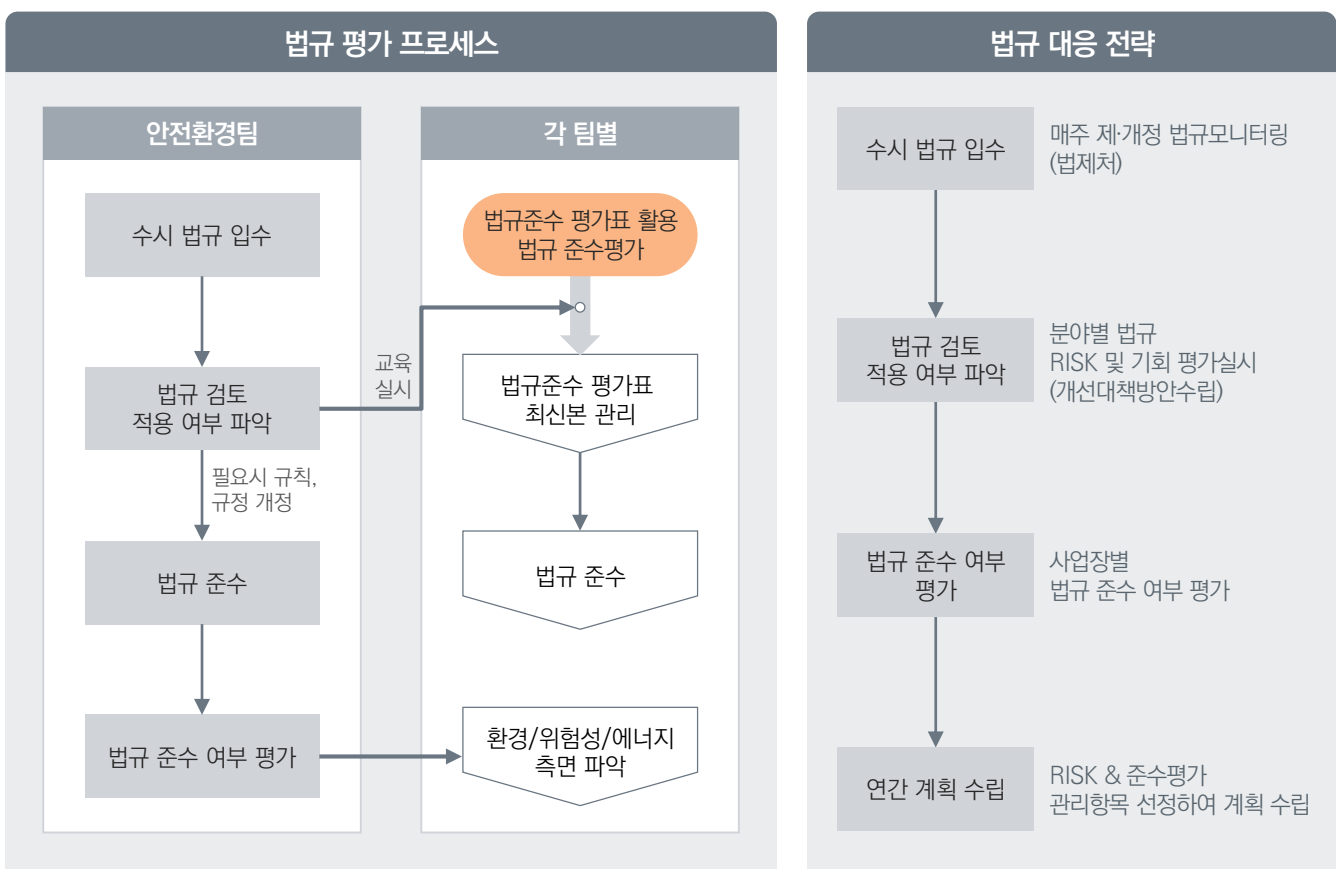 법규 평가 프로세스
안전환경팀
수시 법규 입수
법규 검토
적용 여부 파악
교육
실시
필요시 규칙,
규정 개정
법규 준수
법규 준수 여부 평가
각 팀별
법규준수 평가표 활용
법규 준수평가
법규준수 평가표
최신본 관리
법규 준수
환경/위험성/에너지
측면 파악
법규 대응 전략
수시 법규 입수
매주 제·개정 법규모니터링
(법제처)
법규 검토
적용 여부 파악
분야별 법규
RISK 및 기회 평가실시
(개선대책방안수립)
법규 준수 여부
평가
사업장별
법규 준수 여부 평가
연간 계획 수립
RISK & 준수평가
관리항목 선정하여 계획 수립